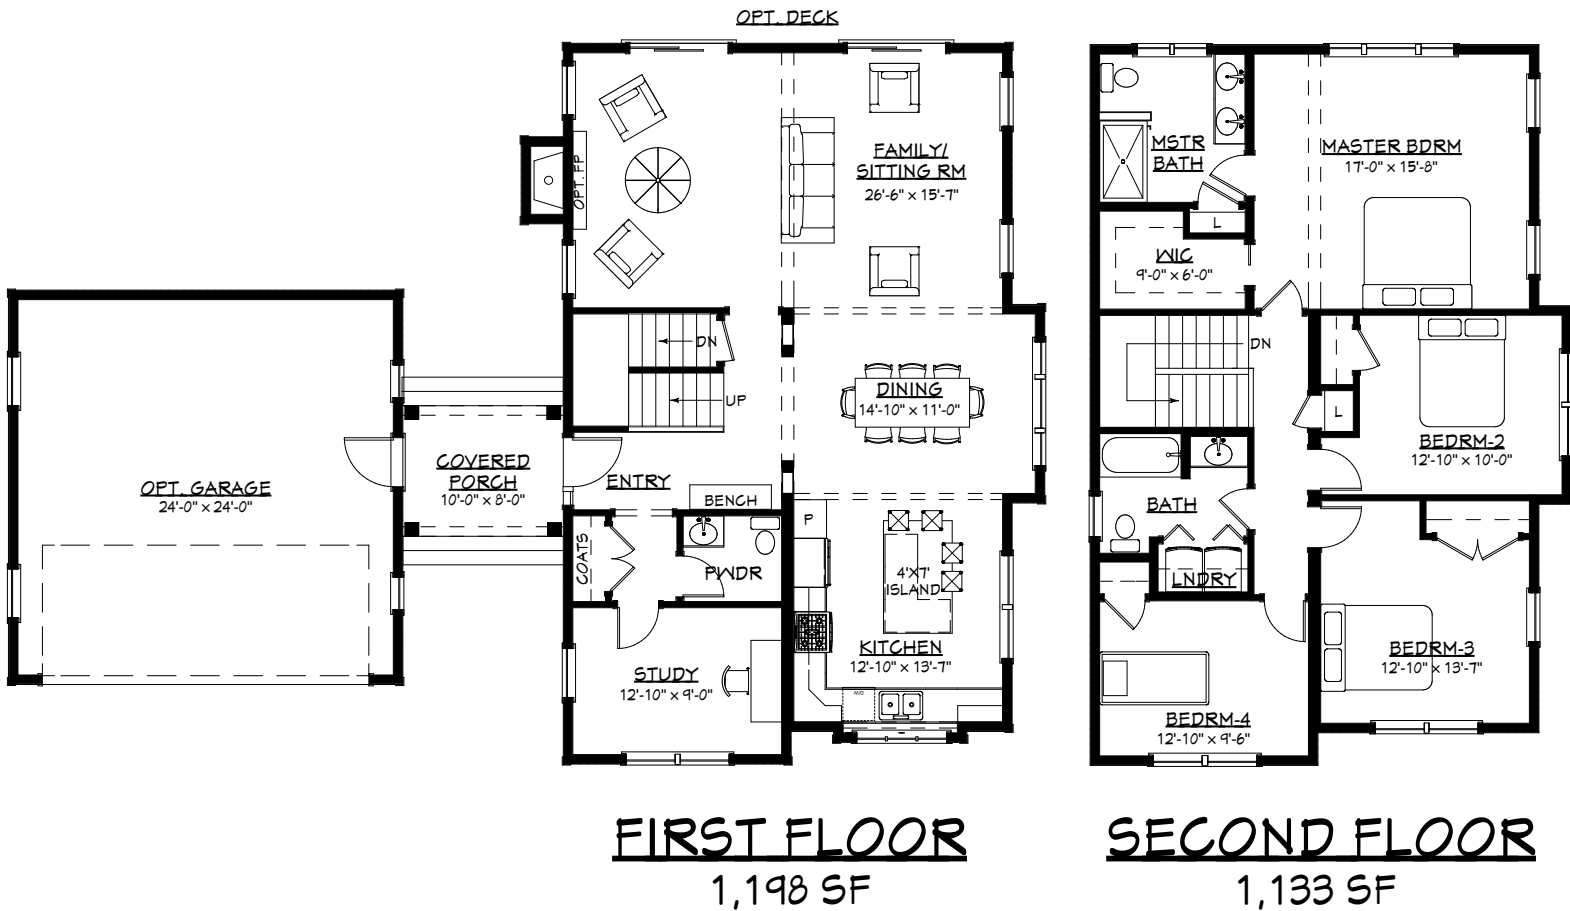 OPT. DECK
OPT. FP
FAMILY/
SITTING RM
26'-6" × 15'-7"
DN
UP
DINING
14'-10" × 11'-0"
OPT. GARAGE
24'-0" × 24'-0"
COVERED
PORCH
10'-0" × 8'-0"
ENTRY
BENCH
COATS
PWDR
P
4'X7'
ISLAND
KITCHEN
12'-10" × 13'-7"
D/W
STUDY
12'-10" × 9'-0"
FIRST FLOOR
1,198 SF
MSTR
BATH
MASTER BDRM
17'-0" × 15'-8"
L
WIC
9'-0" × 6'-0"
DN
L
BEDRM-2
12'-10" × 10'-0"
BATH
LNDRY
BEDRM-3
12'-10" × 13'-7"
BEDRM-4
12'-10" × 9'-6"
SECOND FLOOR
1,133 SF